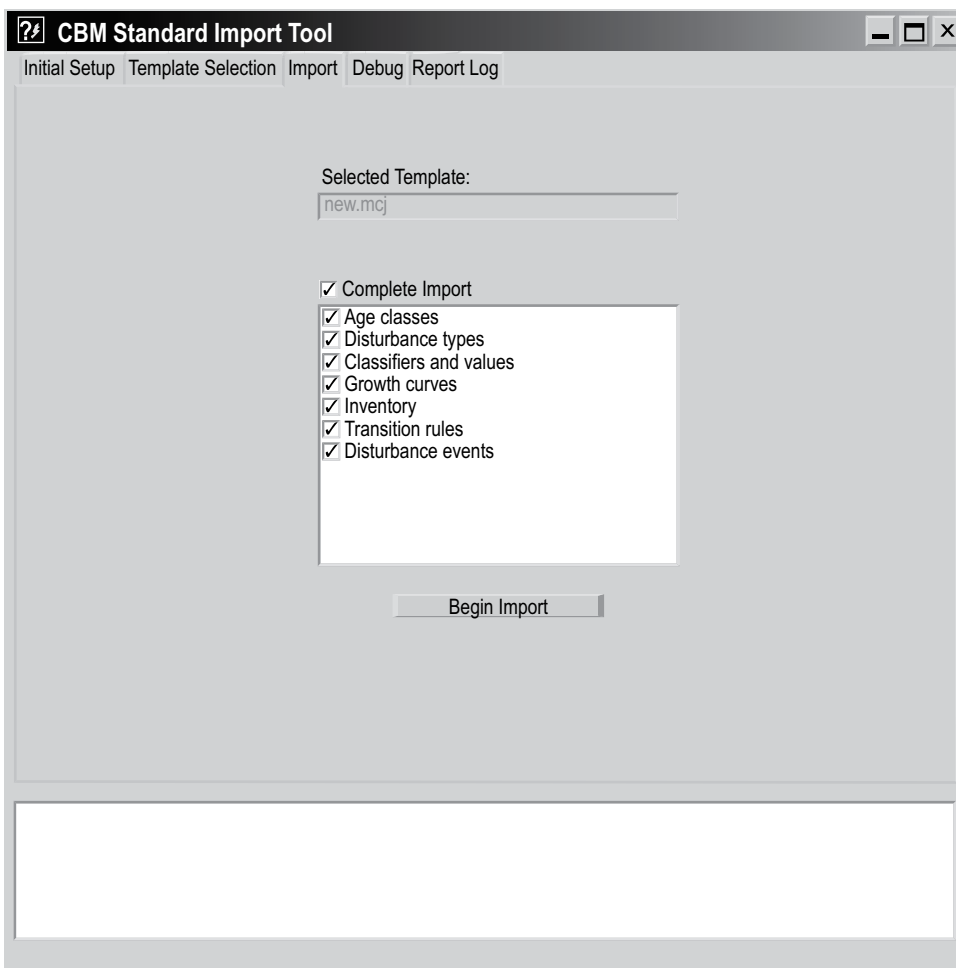 CBM Standard Import Tool
Initial Setup Template Selection Import Debug Report Log
Selected Template:
new.mcj
Complete Import
Age classes
Disturbance types
Classifiers and values
Growth curves
Inventory
Transition rules
Disturbance events
Begin Import